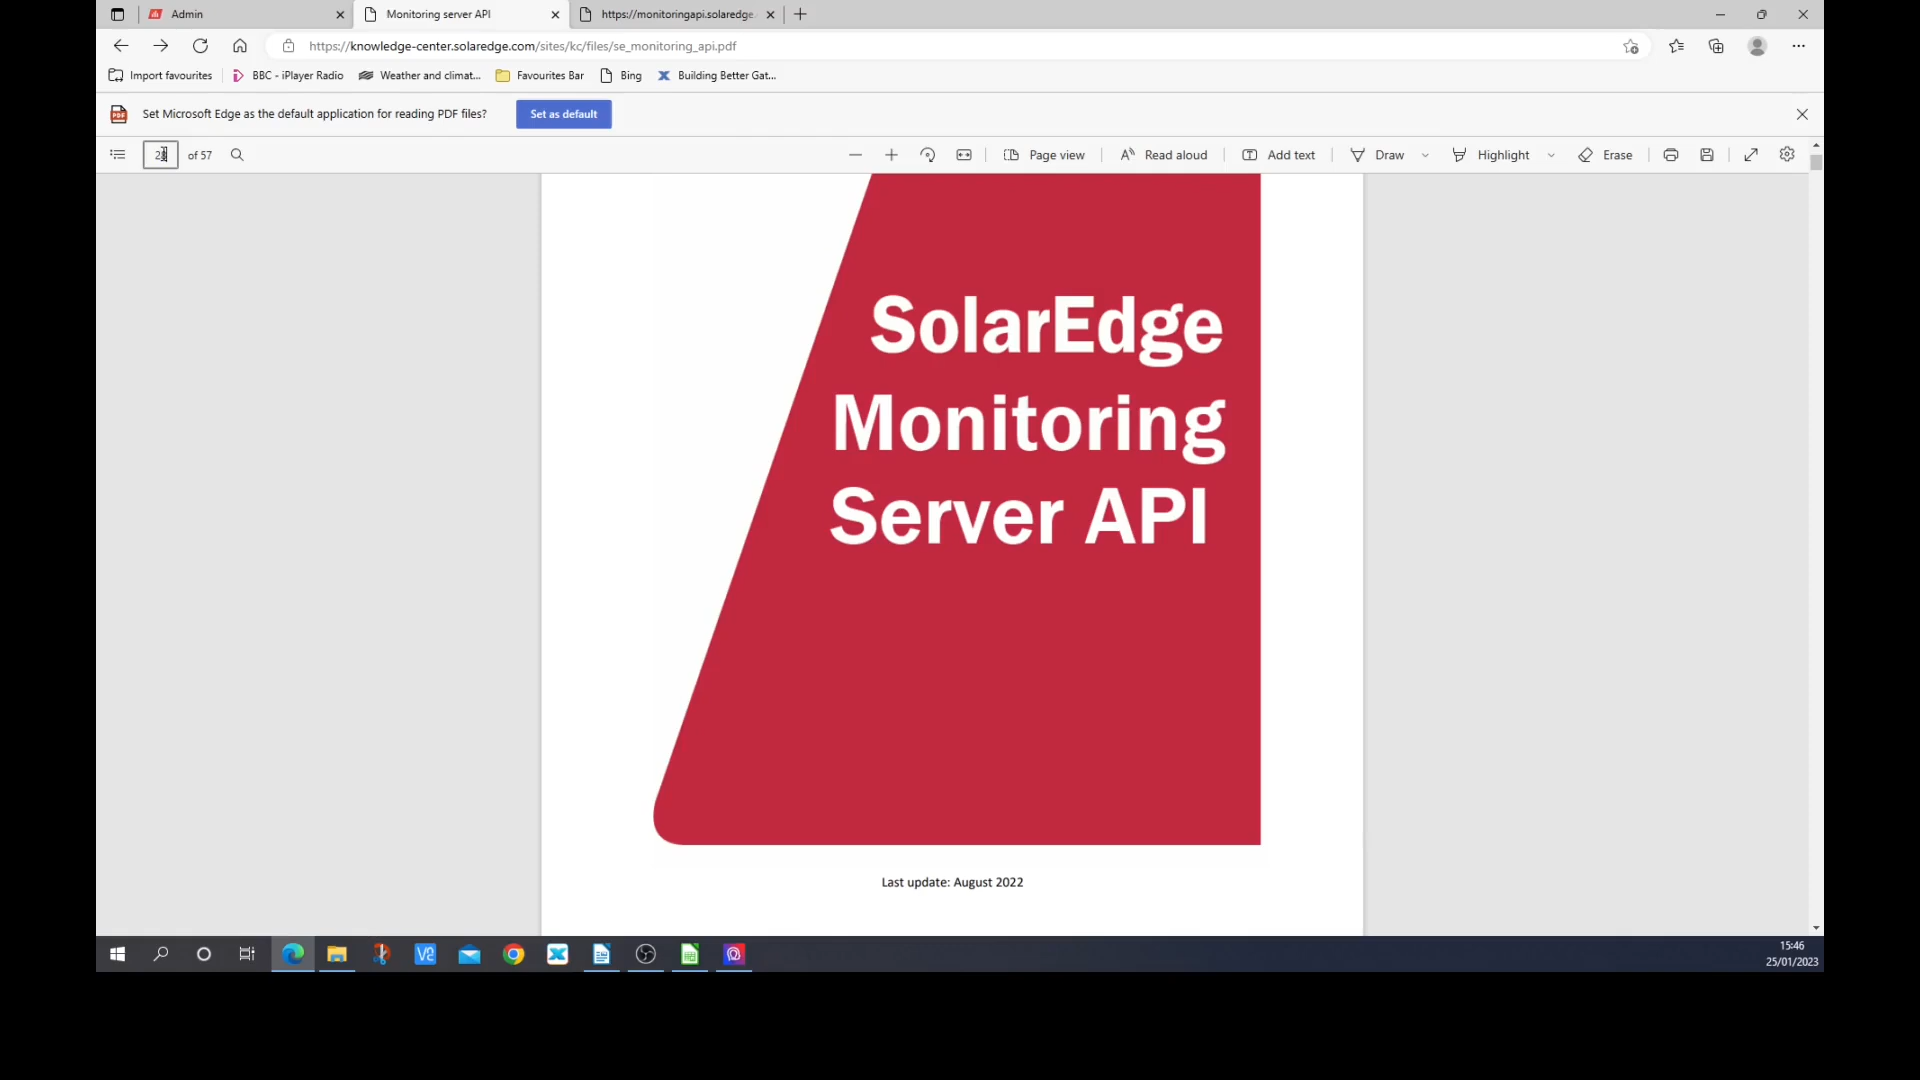 Admin
Monitoring server API
https://monitoringapi.solaredge.
https://knowledge-center.solaredge.com/sites/kc/files/se_monitoring_api.pdf
Import favourites
BBC - iPlayer Radio
Weather and climat...
Favourites Bar
Bing
Building Better Gat...
Set Microsoft Edge as the default application for reading PDF files?
Set as default
of 57
Page view
Read aloud
Add text
Draw
Highlight
Erase
SolarEdge
Monitoring
Server API
Last update: August 2022
15:46
25/01/2023